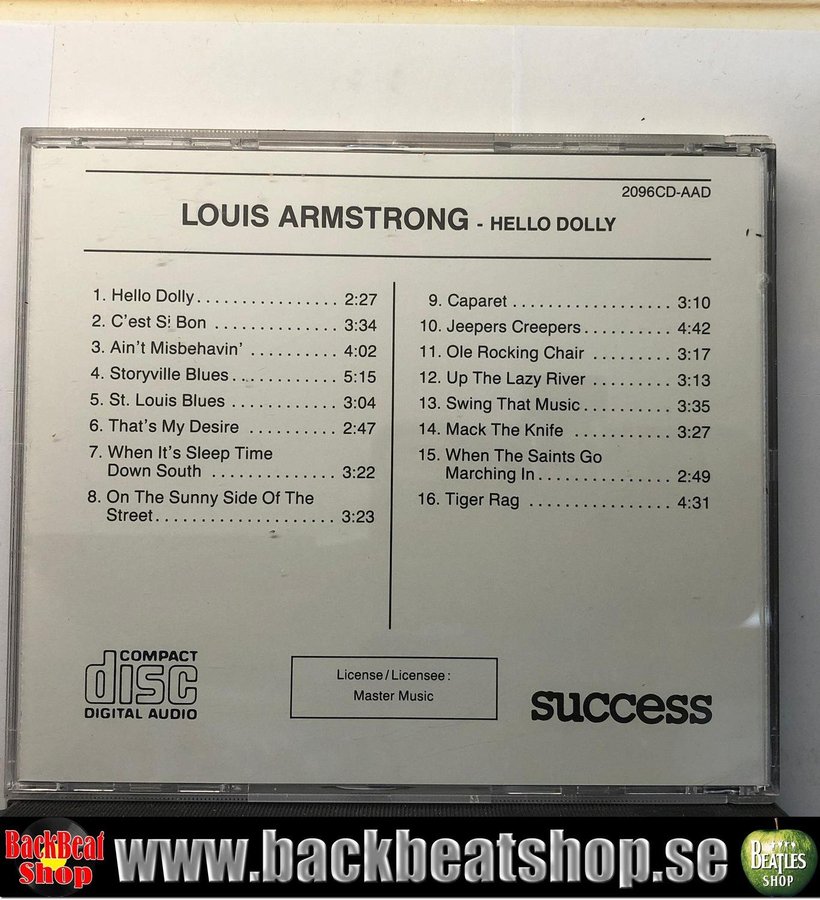 2096CD-AAD
LOUIS ARMSTRONG - HELLO DOLLY
1. Hello Dolly................ 2:27
2. C'est Si Bon ............ 3:34
3. Ain't Misbehavin' ......... 4:02
4. Storyville Blues........... 5:15
5. St. Louis Blues ........... 3:04
6. That's My Desire ......... 2:47
7. When It's Sleep Time
Down South ............. 3:22
8. On The Sunny Side Of The
Street.................... 3:23
9. Caparet ................. 3:10
10. Jeepers Creepers......... 4:42
11. Ole Rocking Chair ........ 3:17
12. Up The Lazy River ........ 3:13
13. Swing That Music......... 3:35
14. Mack The Knife .......... 3:27
15. When The Saints Go
Marching In.............. 2:49
16. Tiger Rag ............... 4:31
COMPACT
disc
DIGITAL AUDIO
License/Licensee:
Master Music
success
BackBeat
Shop
www.backbeatshop.se
BEATLES
SHOP